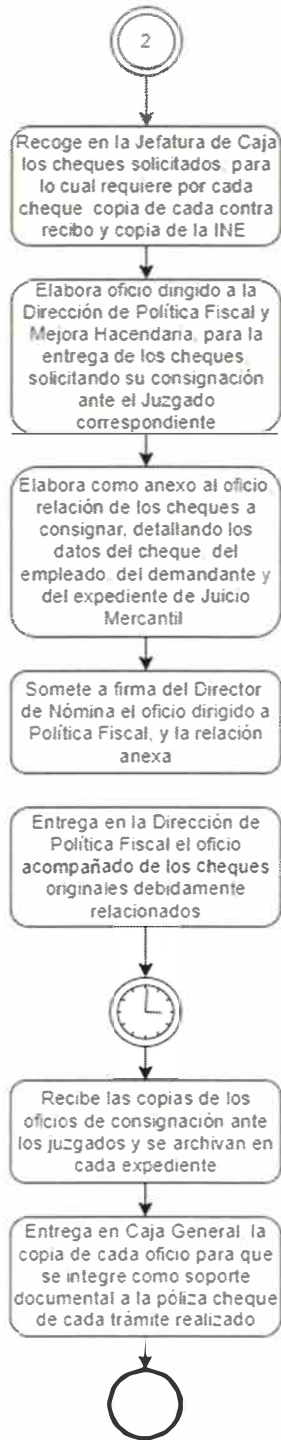 2
Recoge en la Jefatura de Caja
los cheques solicitados, para
lo cual requiere por cada
cheque copia de cada contra
recibo y copia de la INE
Elabora oficio dirigido a la
Dirección de Política Fiscal y
Mejora Hacendaria, para la
entrega de los cheques,
solicitando su consignación
ante el Juzgado
correspondiente
Elabora como anexo al oficio,
relación de los cheques a
consignar, detallando los
datos del cheque, del
empleado, del demandante y
del expediente de Juicio
Mercantil
Somete a firma del Director
de Nómina el oficio dirigido a
Política Fiscal, y la relación
anexa
Entrega en la Dirección de
Política Fiscal el oficio
acompañado de los cheques
originales debidamente
relacionados
Recibe las copias de los
oficios de consignación ante
los juzgados y se archivan en
cada expediente
Entrega en Caja General, la
copia de cada oficio para que
se integre como soporte
documental a la póliza cheque
de cada trámite realizado